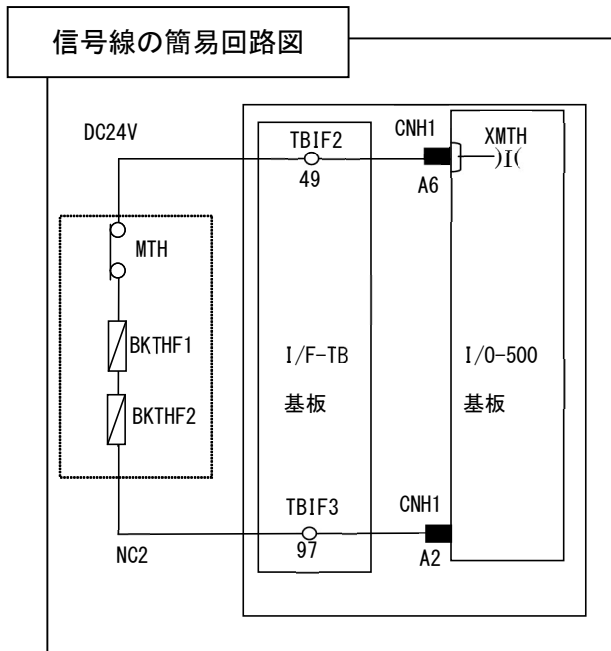 信号線の簡易回路図
DC24V
TBIF2
CNH1
XMTH
49
A6
MTH
BKTHF1
BKTHF2
I/F-TB
基板
I/O-500
基板
TBIF3
CNH1
97
A2
NC2